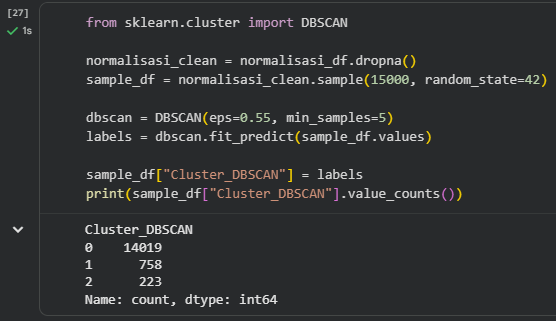 [27]
1s
from sklearn.cluster import DBSCAN
normalisasi_clean = normalisasi_df.dropna()
sample_df = normalisasi_clean.sample(15000, random_state=42)
dbscan = DBSCAN(eps=0.55, min_samples=5)
labels = dbscan.fit_predict(sample_df.values)
sample_df["Cluster_DBSCAN"] = labels
print(sample_df["Cluster_DBSCAN"].value_counts())
Cluster_DBSCAN
0    14019
1      758
2      223
Name: count, dtype: int64